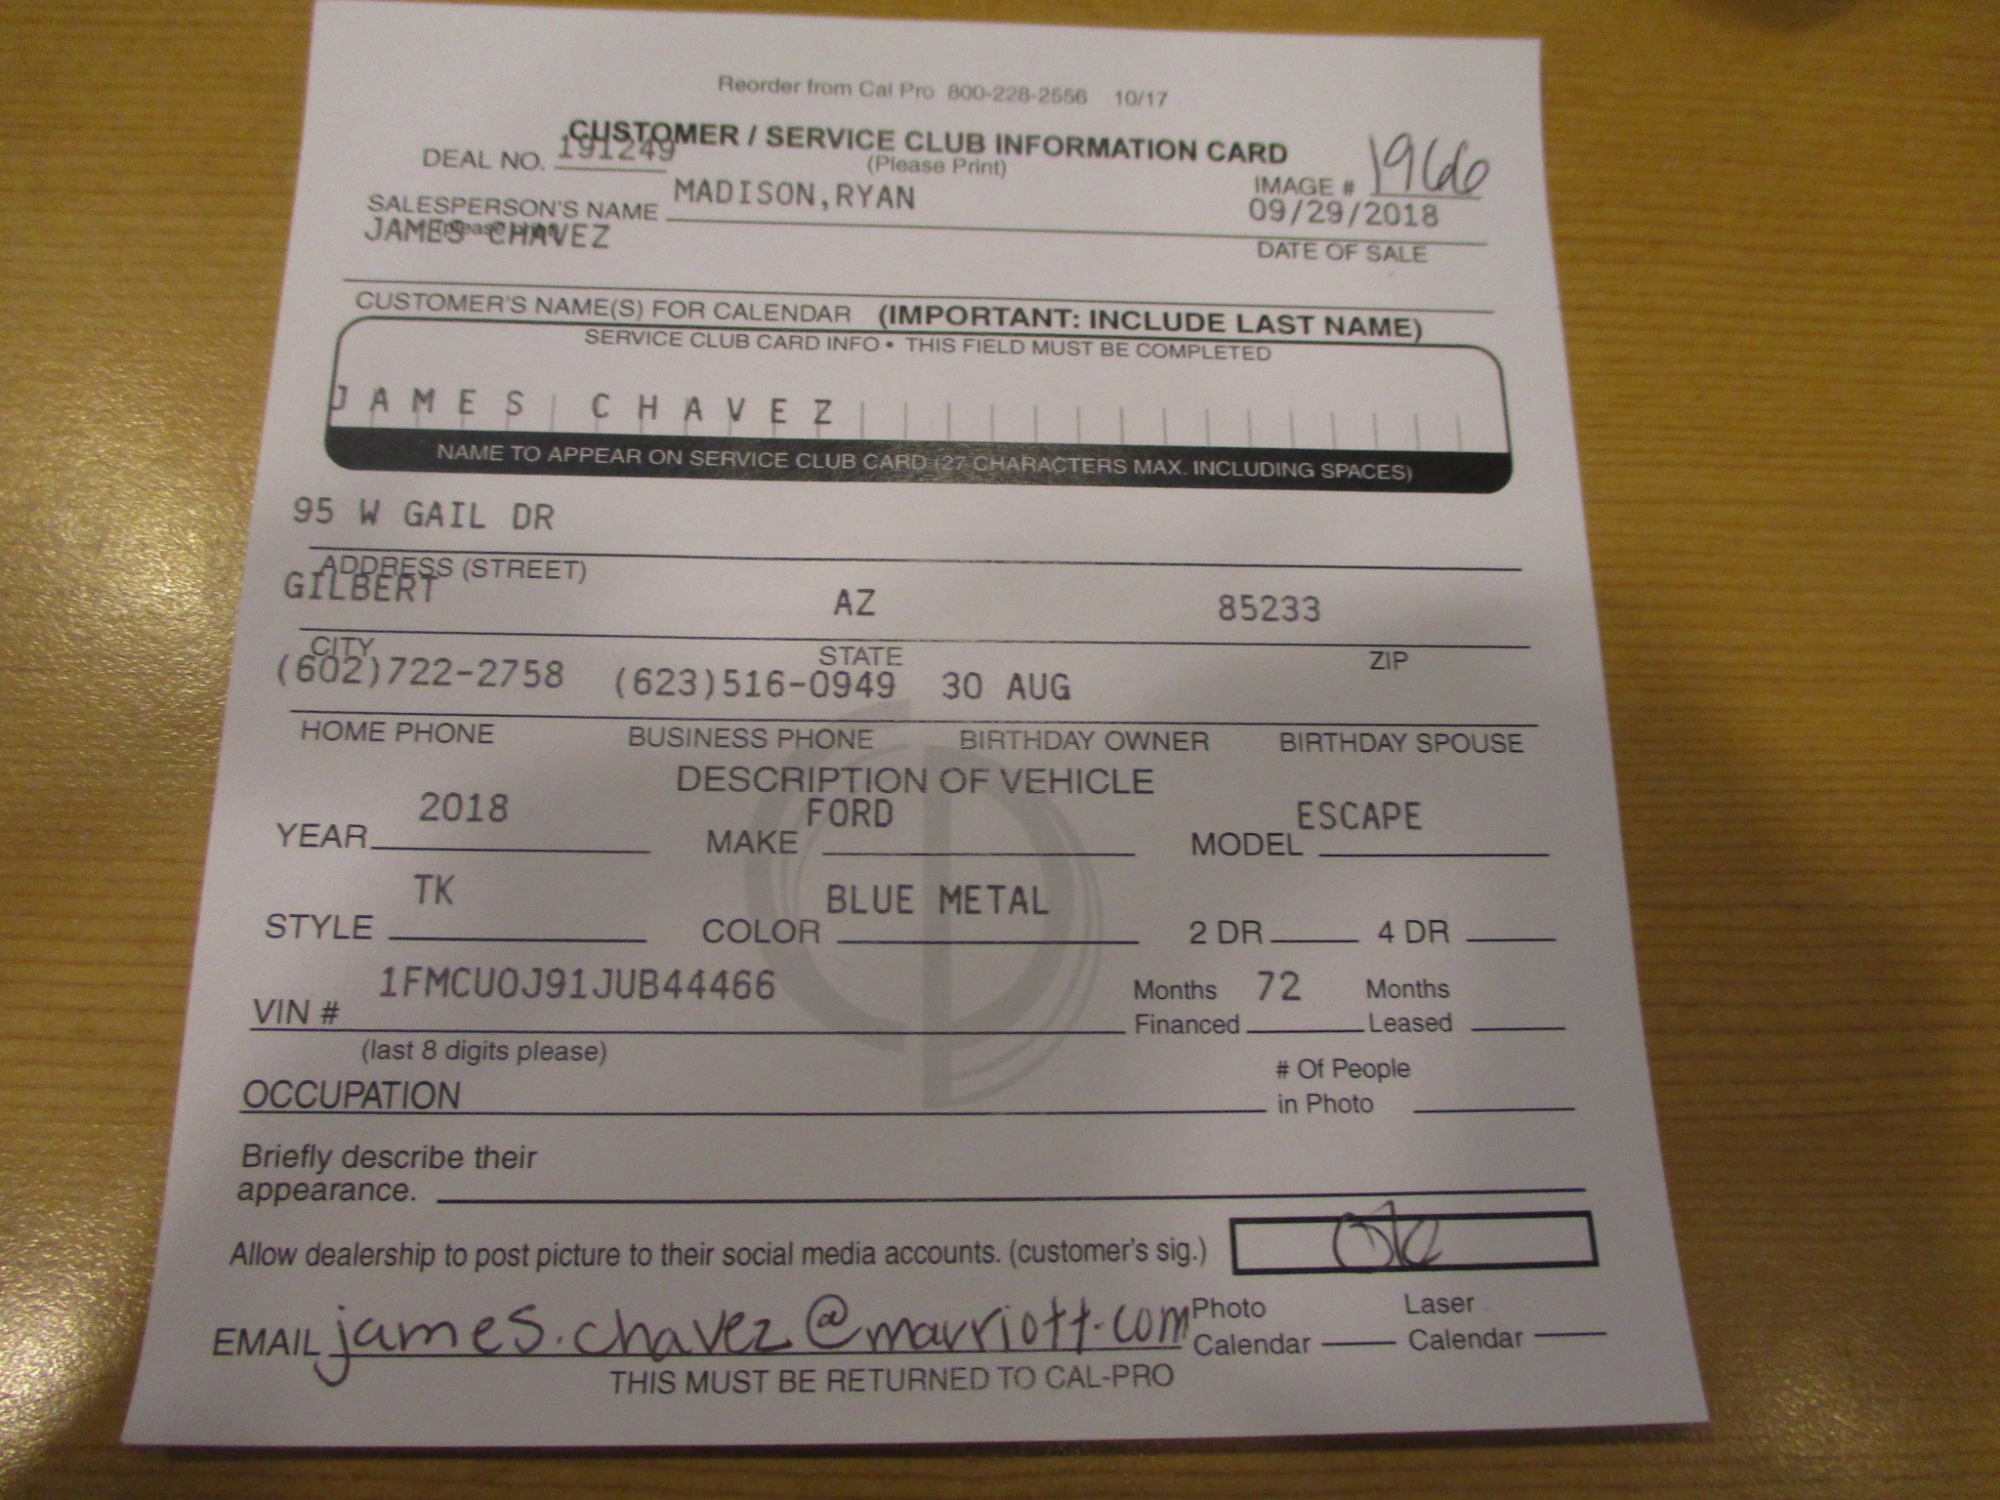 Reorder from Cal Pro 800-228-2556 10/17
CUSTOMER / SERVICE CLUB INFORMATION CARD
(Please Print)
DEAL NO. 191249
IMAGE # 1966
SALESPERSON'S NAME MADISON,RYAN
09/29/2018
(please print)
JAMES CHAVEZ
DATE OF SALE
CUSTOMER'S NAME(S) FOR CALENDAR (IMPORTANT: INCLUDE LAST NAME)
SERVICE CLUB CARD INFO • THIS FIELD MUST BE COMPLETED
JAMES CHAVEZ
NAME TO APPEAR ON SERVICE CLUB CARD (27 CHARACTERS MAX. INCLUDING SPACES)
95 W GAIL DR
ADDRESS (STREET)
GILBERT AZ 85233
CITY STATE ZIP
(602)722-2758 (623)516-0949 30 AUG
HOME PHONE BUSINESS PHONE BIRTHDAY OWNER BIRTHDAY SPOUSE
DESCRIPTION OF VEHICLE
YEAR 2018 MAKE FORD MODEL ESCAPE
STYLE TK COLOR BLUE METAL 2 DR 4 DR
VIN # 1FMCU0J91JUB44466
Months Financed 72 Months Leased
(last 8 digits please)
OCCUPATION
# Of People in Photo
Briefly describe their
appearance.
Allow dealership to post picture to their social media accounts. (customer's sig.) Ok
EMAIL james.chavez@marriott.com
Photo Calendar Laser Calendar
THIS MUST BE RETURNED TO CAL-PRO